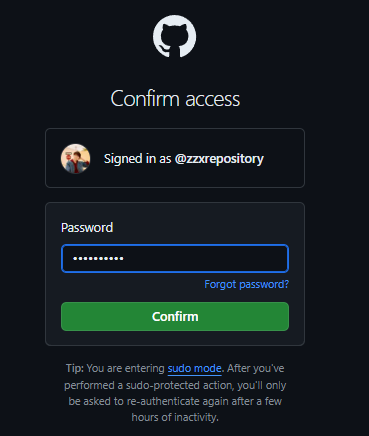 Confirm access
Signed in as @zzxrepository
Password
••••••••••
Forgot password?
Confirm
Tip: You are entering sudo mode. After you've
performed a sudo-protected action, you'll only
be asked to re-authenticate again after a few
hours of inactivity.